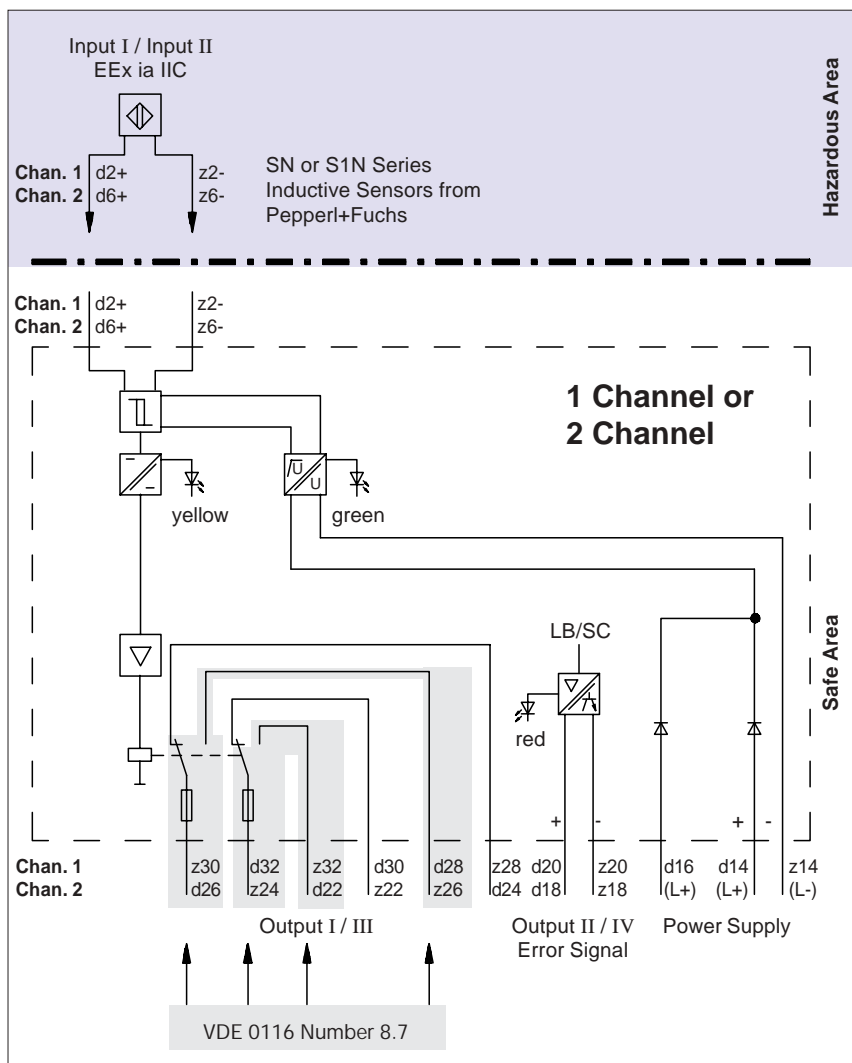 Input I / Input II
EEx ia IIC
Hazardous Area
Chan. 1 d2+ z2-
Chan. 2 d6+ z6-
SN or S1N Series
Inductive Sensors from
Pepperl+Fuchs
Chan. 1 d2+ z2-
Chan. 2 d6+ z6-
1 Channel or
2 Channel
U
U
yellow
green
Safe Area
LB/SC
red
+ - + -
Chan. 1 z30 d32 z32 d30 d28 z28 d20 z20 d16 d14 z14
Chan. 2 d26 z24 d22 z22 z26 d24 d18 z18 (L+) (L+) (L-)
Output I / III
Output II / IV
Error Signal
Power Supply
VDE 0116 Number 8.7